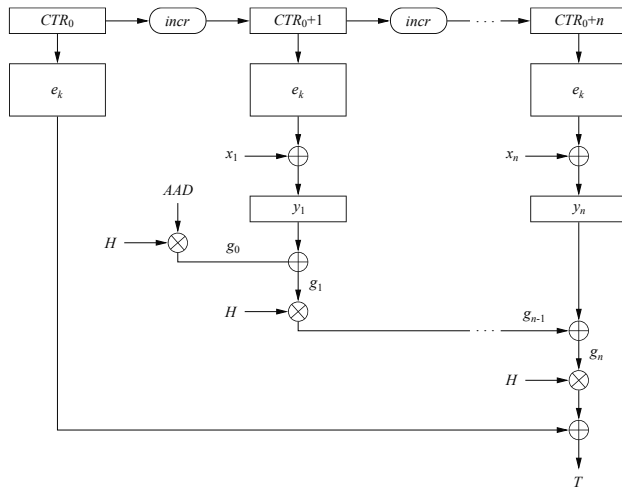 CTR₀ incr CTR₀+1 incr · · · CTR₀+n
eₖ eₖ eₖ
x₁ xₙ
AAD
y₁ yₙ
H g₀
g₁
H gₙ₋₁
· · ·
gₙ
H
T